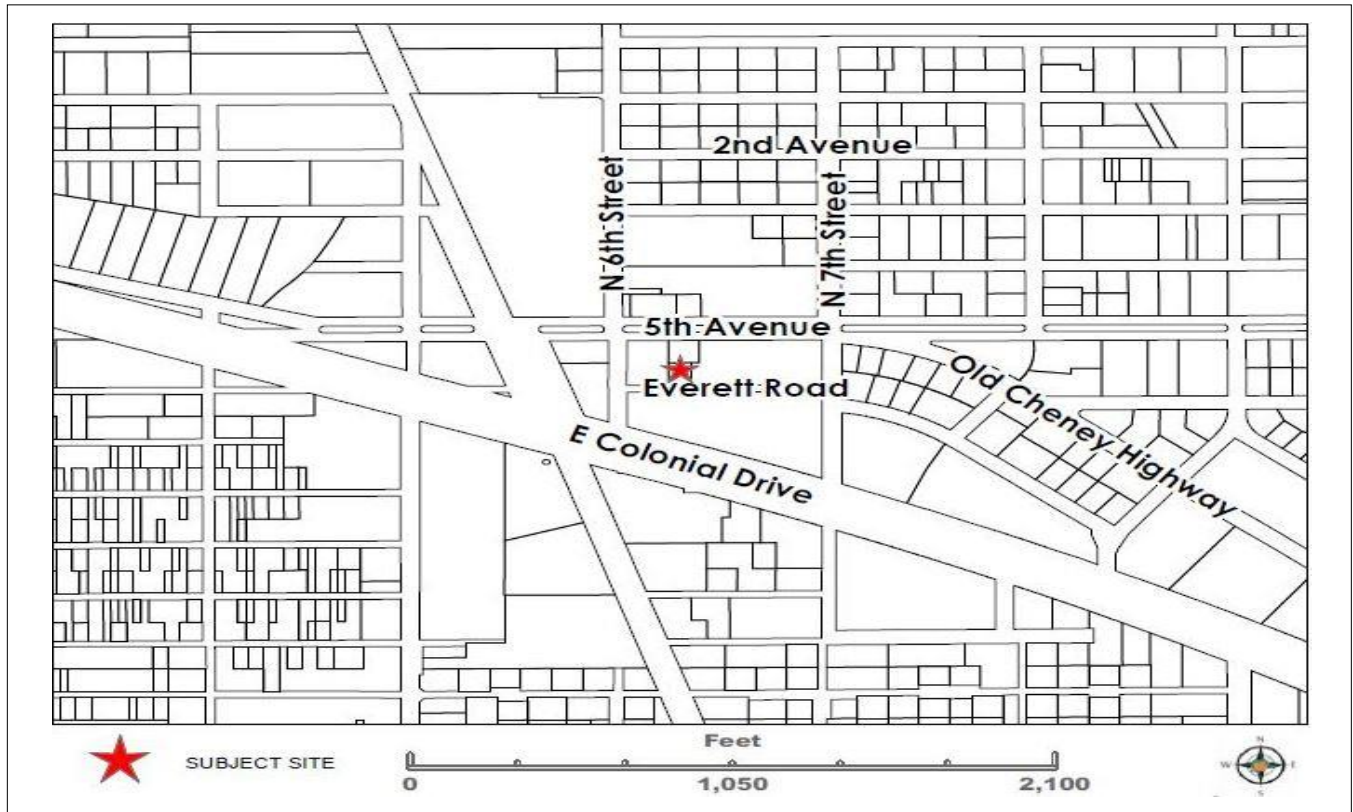 2nd Avenue
N 6th Street
N 7th Street
5th Avenue
Everett Road
Old Cheney Highway
E Colonial Drive
SUBJECT SITE
Feet
0 1,050 2,100
N
W E
S